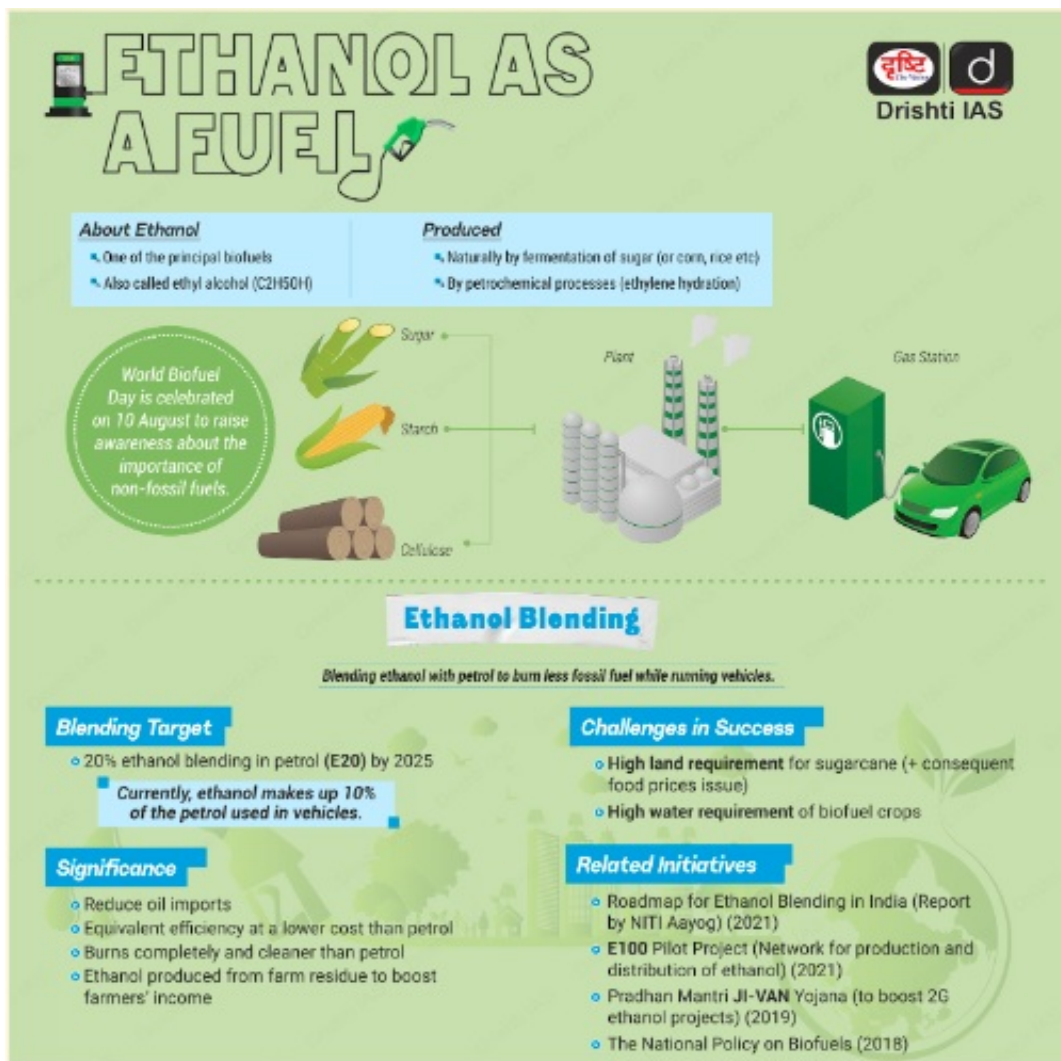 ETHANOL AS
A FUEL
दृष्टि
The Vision
d
Drishti IAS
About Ethanol
One of the principal biofuels
Also called ethyl alcohol (C2H5OH)
Produced
Naturally by fermentation of sugar (or corn, rice etc)
By petrochemical processes (ethylene hydration)
World Biofuel
Day is celebrated
on 10 August to raise
awareness about the
importance of
non-fossil fuels.
Sugar
Starch
Cellulose
Plant
Gas Station
Ethanol Blending
Blending ethanol with petrol to burn less fossil fuel while running vehicles.
Blending Target
20% ethanol blending in petrol (E20) by 2025
Currently, ethanol makes up 10%
of the petrol used in vehicles.
Significance
Reduce oil imports
Equivalent efficiency at a lower cost than petrol
Burns completely and cleaner than petrol
Ethanol produced from farm residue to boost
farmers' income
Challenges in Success
High land requirement for sugarcane (+ consequent
food prices issue)
High water requirement of biofuel crops
Related Initiatives
Roadmap for Ethanol Blending in India (Report
by NITI Aayog) (2021)
E100 Pilot Project (Network for production and
distribution of ethanol) (2021)
Pradhan Mantri JI-VAN Yojana (to boost 2G
ethanol projects) (2019)
The National Policy on Biofuels (2018)